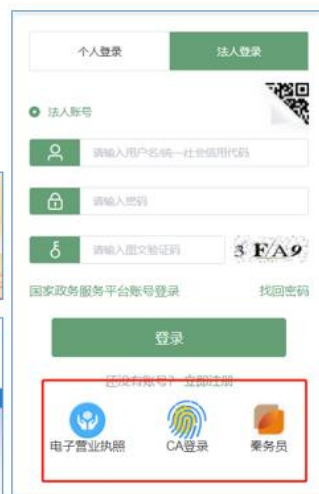 个人登录 法人登录
法人账号
请输入用户名/统一社会信用代码
请输入密码
请输入图文验证码 3 F/A9
国家政务服务平台账号登录 找回密码
登录
还没有账号? 立即注册
电子营业执照 CA登录 秦务员